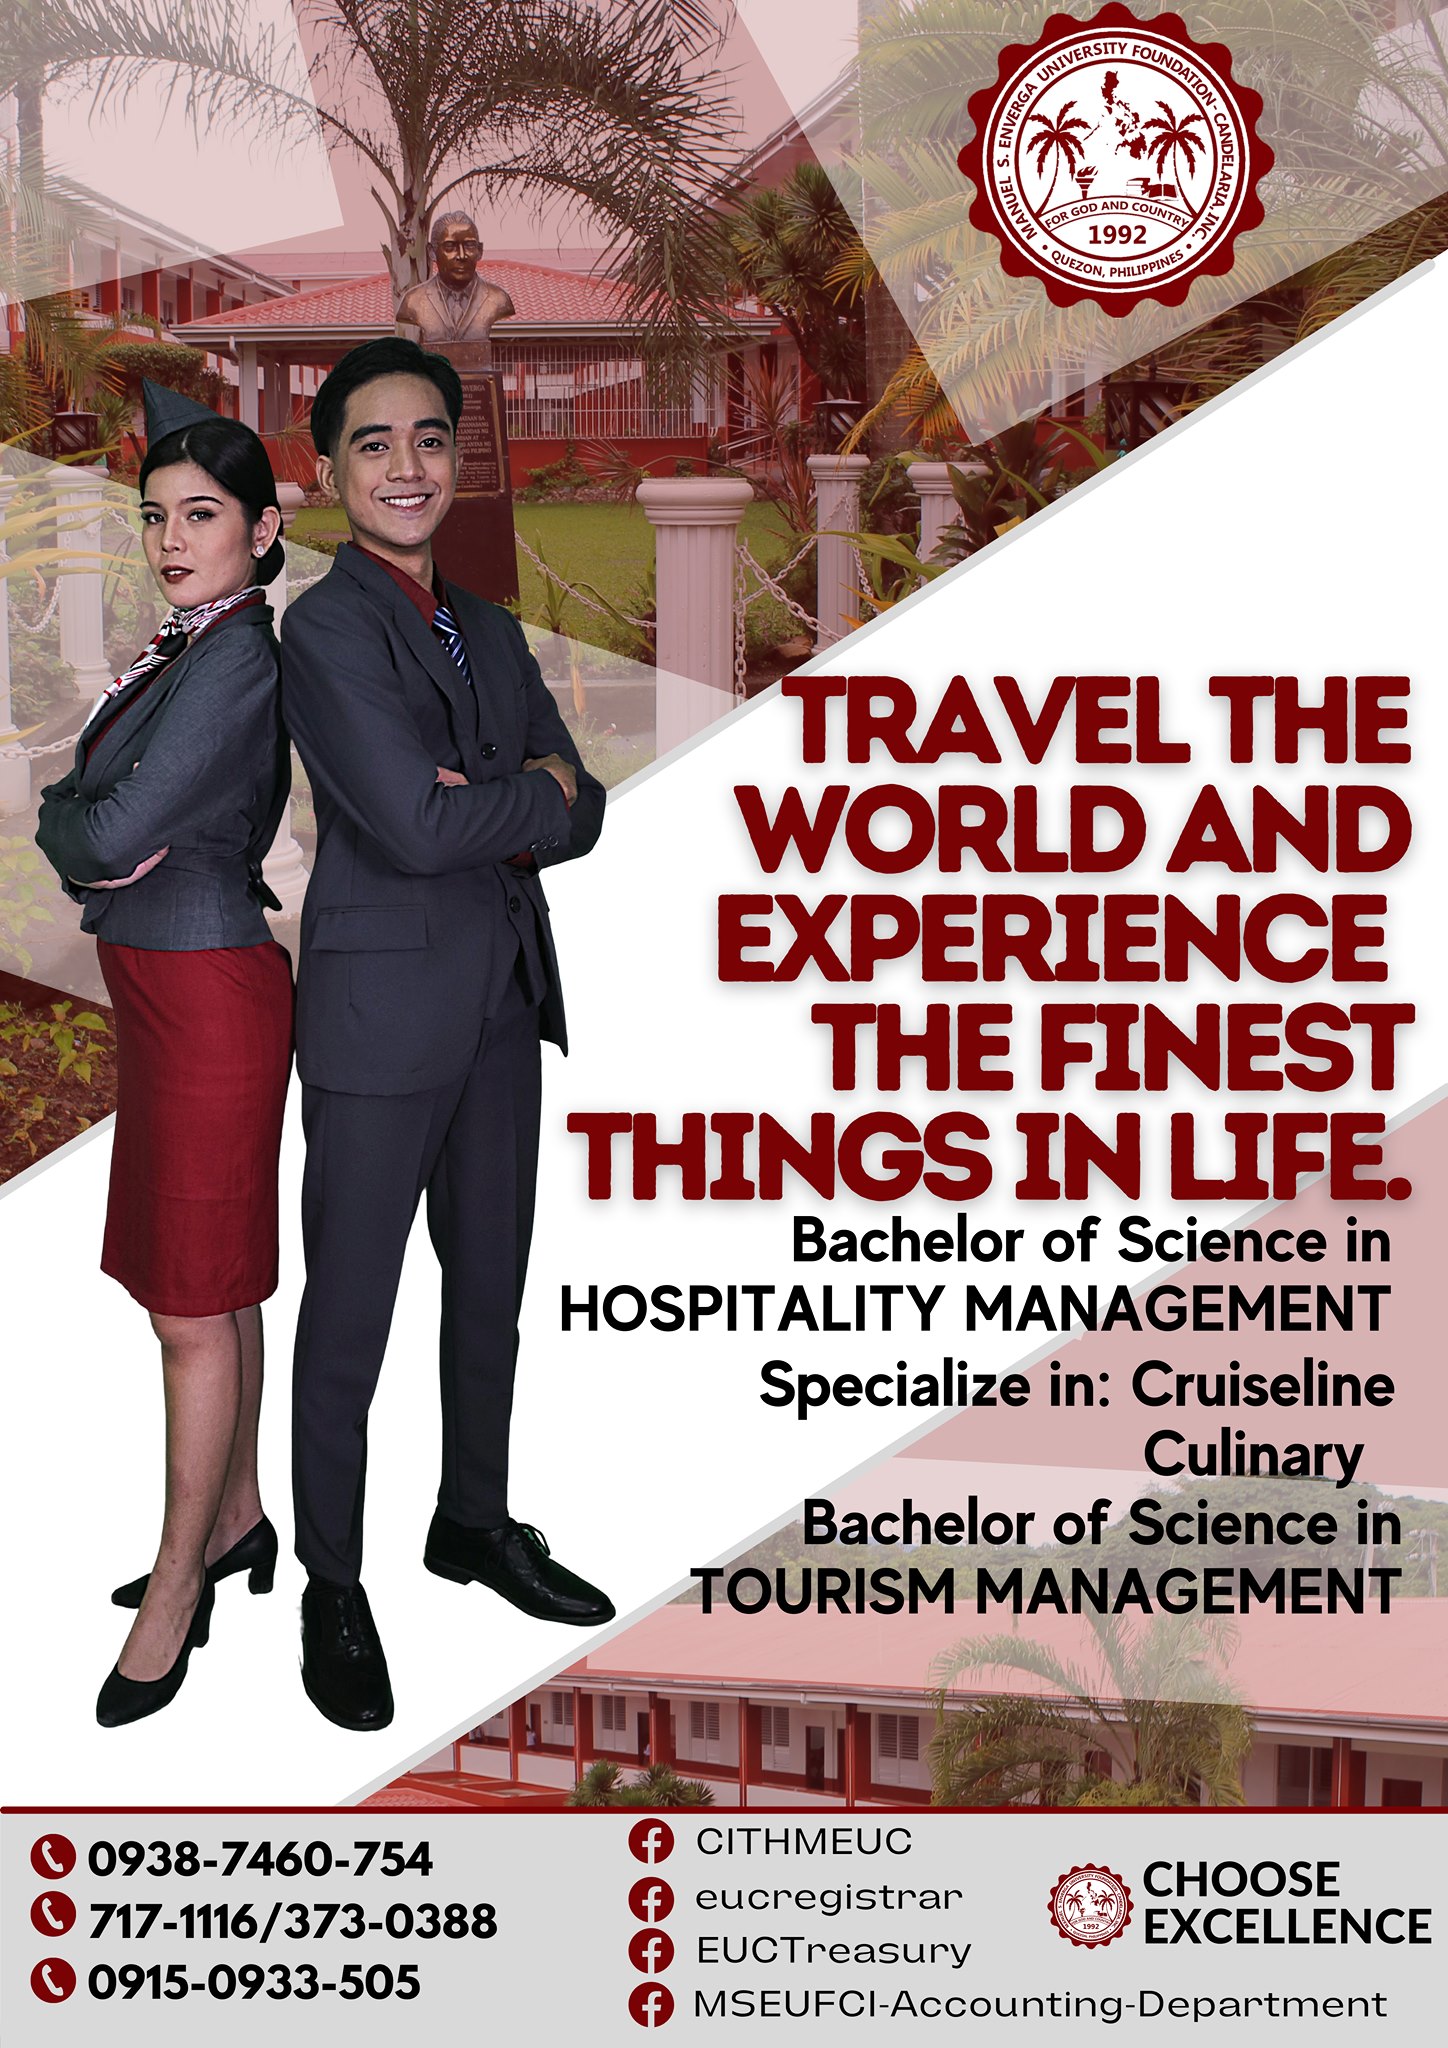 MANUEL S. ENVERGA UNIVERSITY FOUNDATION-CANDELARIA, INC.
FOR GOD AND COUNTRY
1992
• QUEZON, PHILIPPINES •
ENVERGA
TRAVEL THE
WORLD AND
EXPERIENCE
THE FINEST
THINGS IN LIFE.
Bachelor of Science in
HOSPITALITY MANAGEMENT
Specialize in: Cruiseline
Culinary
Bachelor of Science in
TOURISM MANAGEMENT
0938-7460-754
717-1116/373-0388
0915-0933-505
CITHMEUC
eucregistrar
EUCTreasury
MSEUFCI-Accounting-Department
1992
CHOOSE
EXCELLENCE